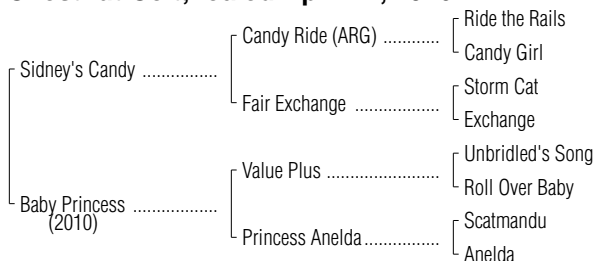 Ride the Rails
Candy Ride (ARG) ............
Candy Girl
Sidney's Candy ................
Storm Cat
Fair Exchange ..................
Exchange
Unbridled's Song
Value Plus ........................
Roll Over Baby
Baby Princess ..................
(2010)
Scatmandu
Princess Anelda................
Anelda